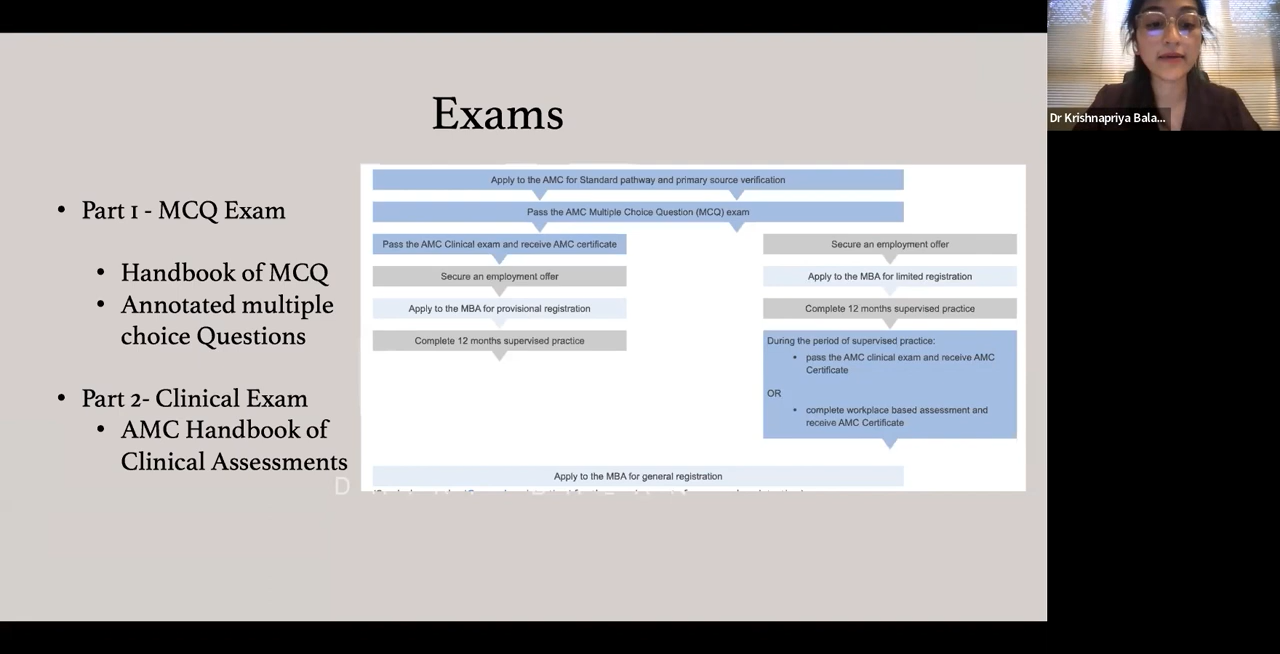 Exams
• Part 1 - MCQ Exam
• Handbook of MCQ
• Annotated multiple
choice Questions
• Part 2- Clinical Exam
• AMC Handbook of
Clinical Assessments
Apply to the AMC for Standard pathway and primary source verification
Pass the AMC Multiple Choice Question (MCQ) exam
Pass the AMC Clinical exam and receive AMC certificate
Secure an employment offer
Apply to the MBA for provisional registration
Complete 12 months supervised practice
Secure an employment offer
Apply to the MBA for limited registration
Complete 12 months supervised practice
During the period of supervised practice:
• pass the AMC clinical exam and receive AMC
Certificate
OR
• complete workplace based assessment and
receive AMC Certificate
Apply to the MBA for general registration
Dr Krishnapriya Bala...